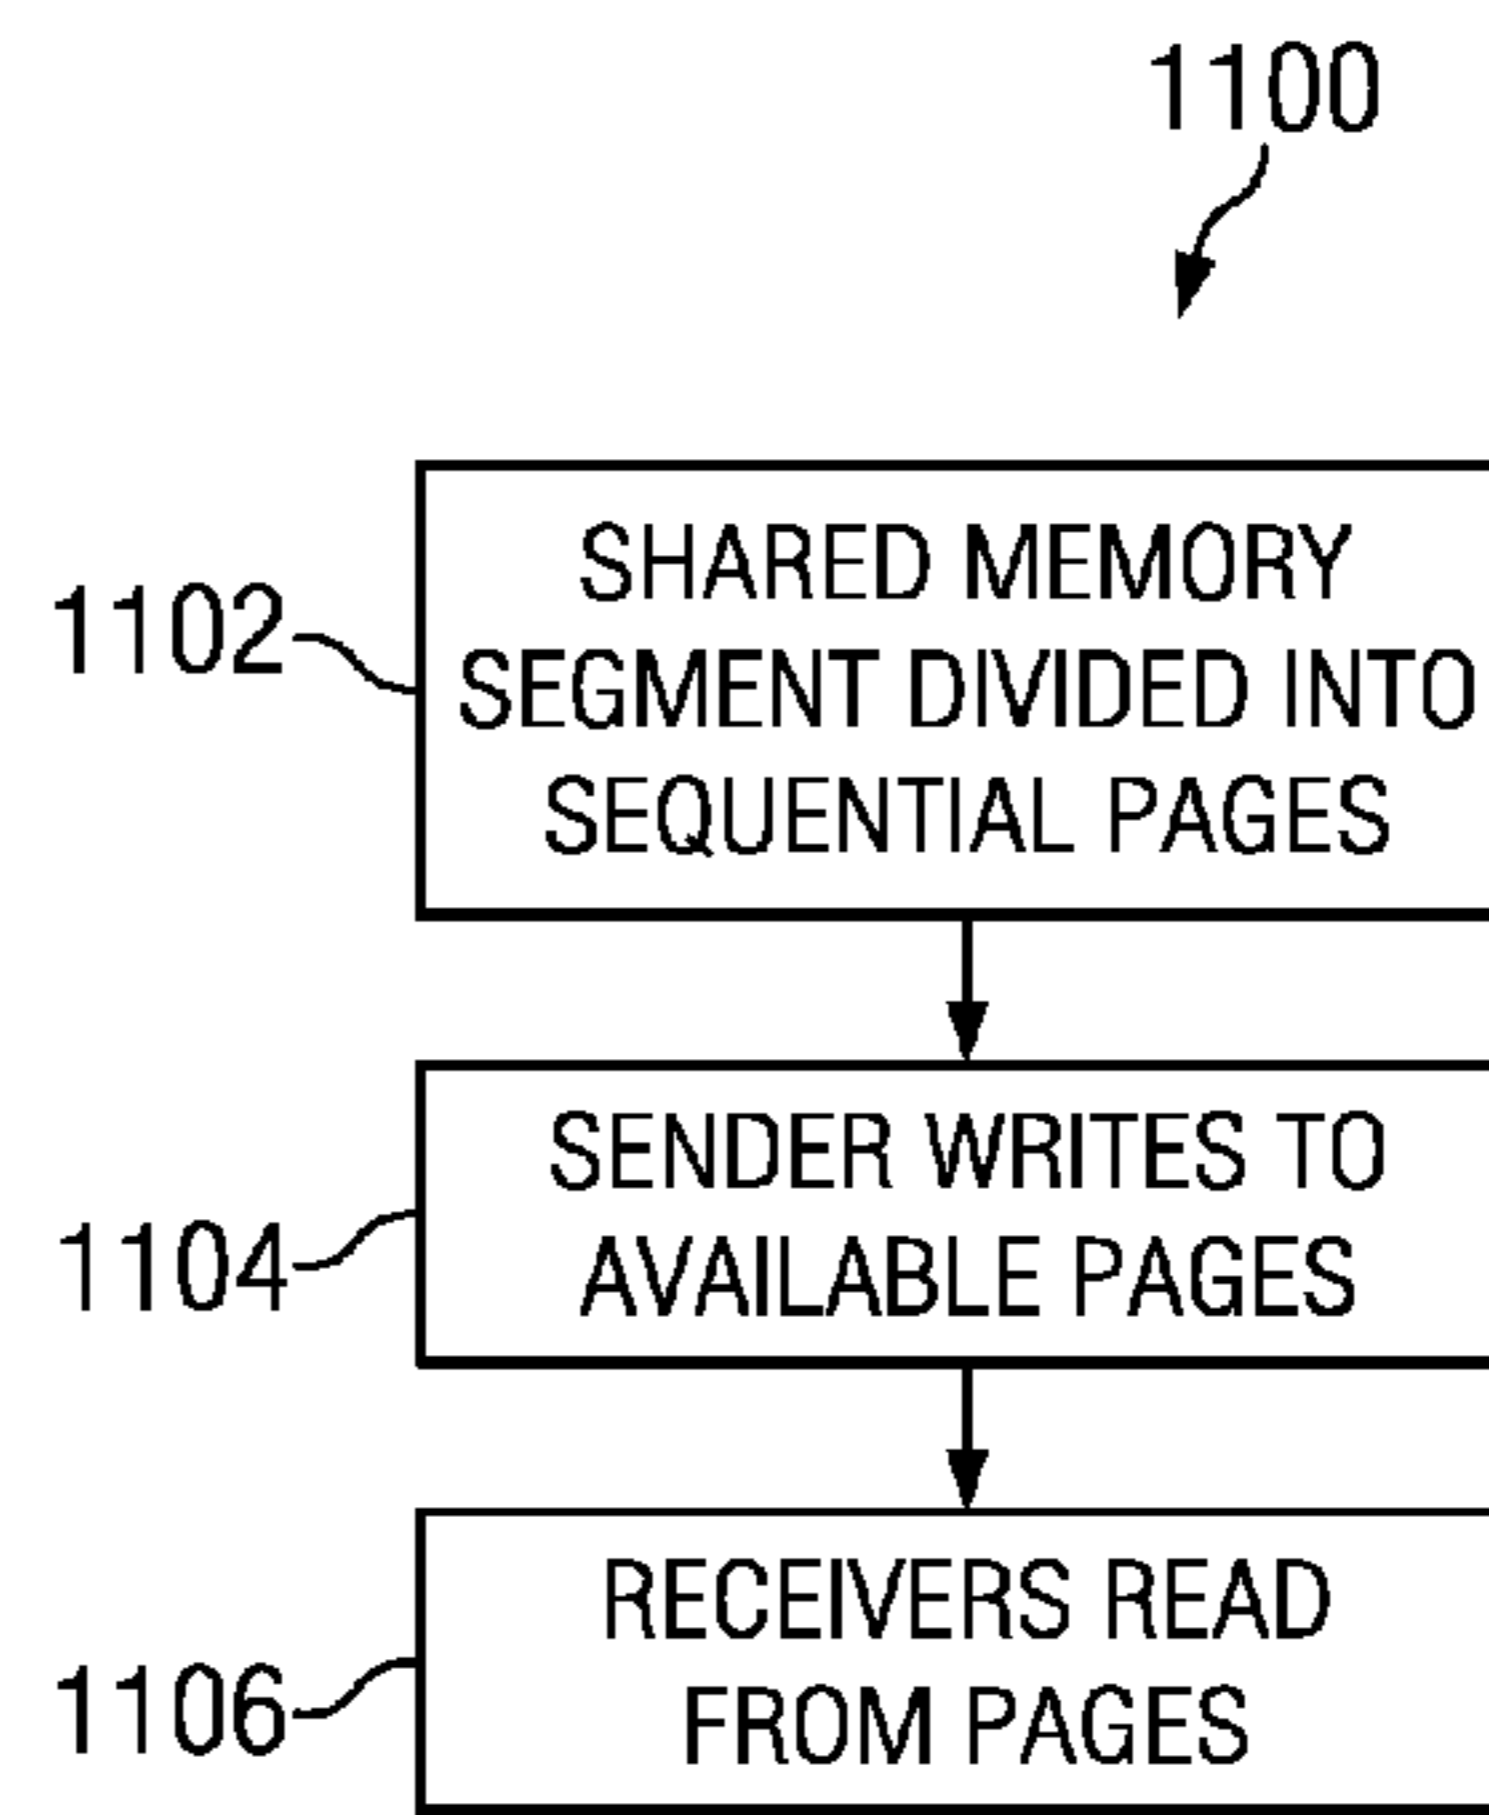 1100
1102
SHARED MEMORY
SEGMENT DIVIDED INTO
SEQUENTIAL PAGES
1104
SENDER WRITES TO
AVAILABLE PAGES
1106
RECEIVERS READ
FROM PAGES